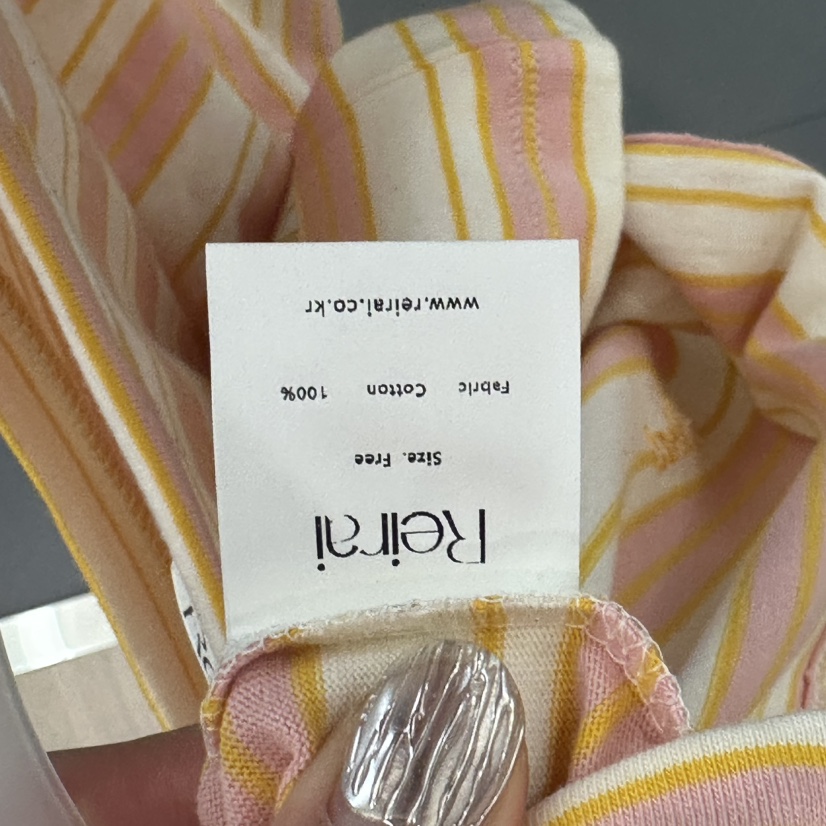 Reirai
Size. Free
Fabric Cotton 100%
www.reirai.co.kr